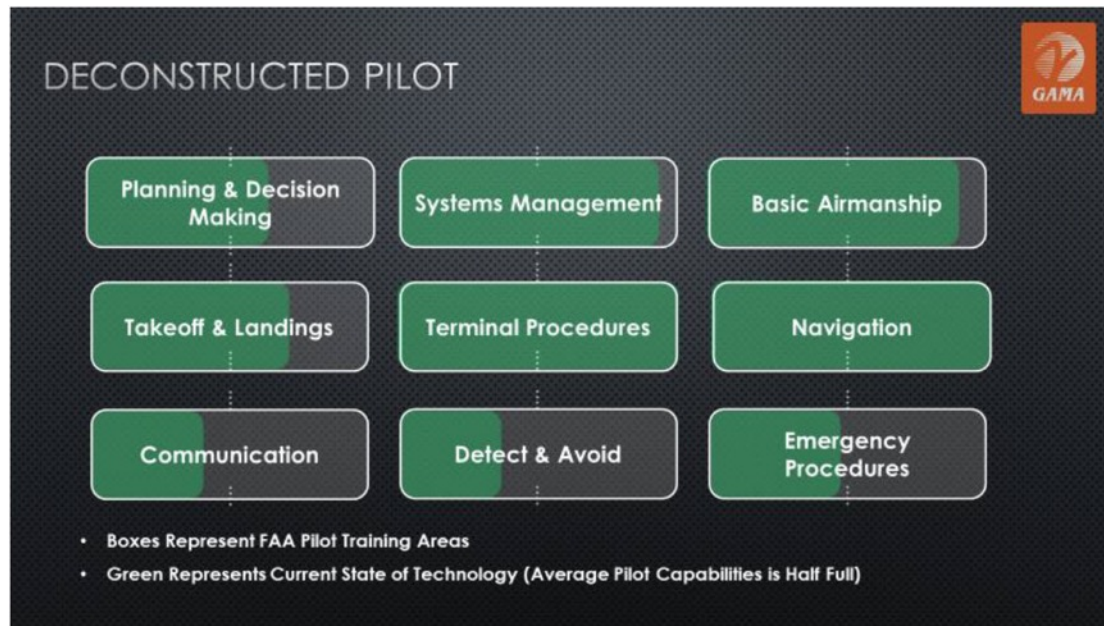 DECONSTRUCTED PILOT
GAMA
Planning & Decision
Making
Systems Management
Basic Airmanship
Takeoff & Landings
Terminal Procedures
Navigation
Communication
Detect & Avoid
Emergency
Procedures
• Boxes Represent FAA Pilot Training Areas
• Green Represents Current State of Technology (Average Pilot Capabilities is Half Full)